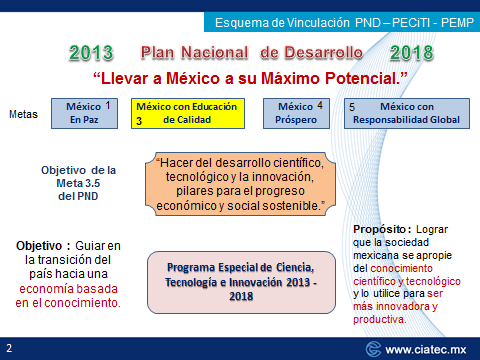 Esquema de Vinculación PND – PECiTI - PEMP
2013 Plan Nacional de Desarrollo 2018
“Llevar a México a su Máximo Potencial.”
Metas
México 1
En Paz
México con Educación
3 de Calidad
México 4
Próspero
5 México con
Responsabilidad Global
Objetivo de la
Meta 3.5
del PND
“Hacer del desarrollo científico,
tecnológico y la innovación,
pilares para el progreso
económico y social sostenible.”
Objetivo : Guiar en
la transición del
país hacia una
economía basada
en el conocimiento.
Programa Especial de Ciencia,
Tecnología e Innovación 2013 -
2018
Propósito : Lograr
que la sociedad
mexicana se apropie
del conocimiento
científico y tecnológico
y lo utilice para ser
más innovadora y
productiva.
2
www.ciatec.mx